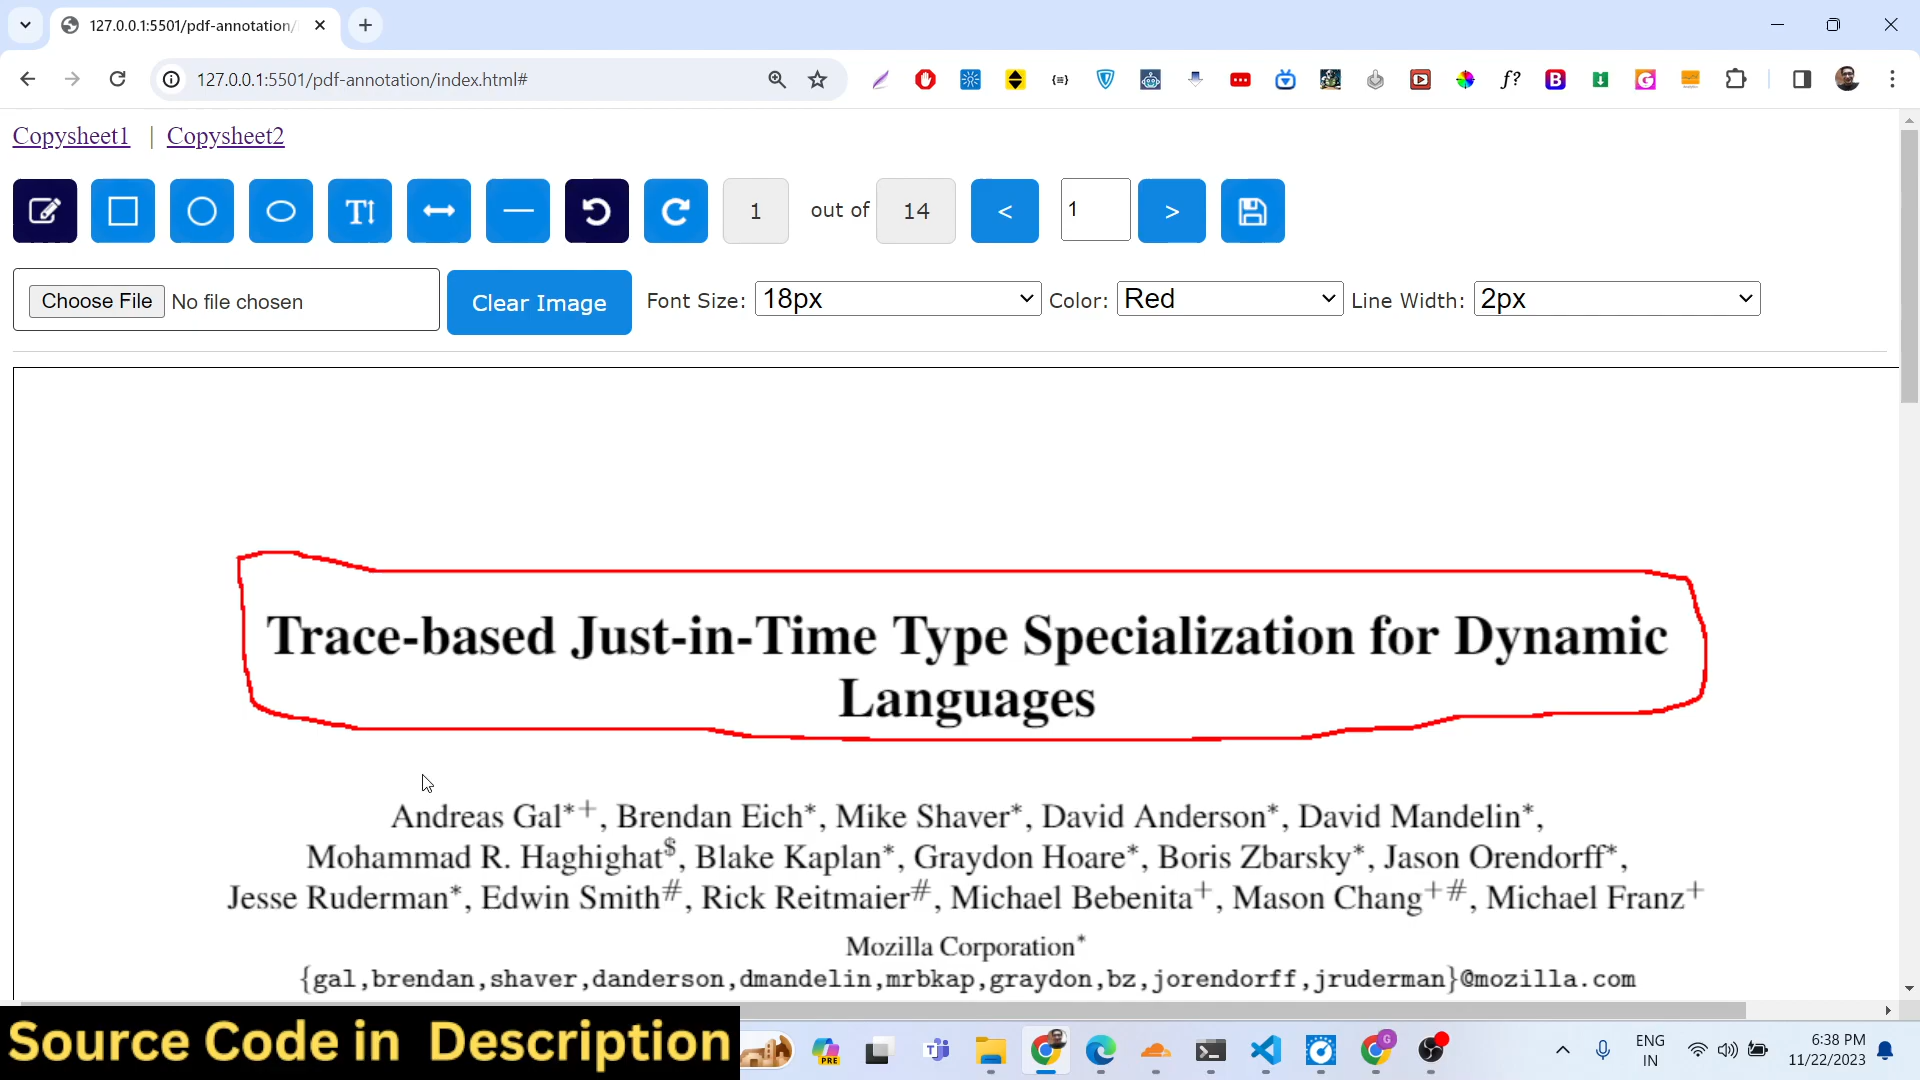 127.0.0.1:5501/pdf-annotation/
127.0.0.1:5501/pdf-annotation/index.html#
Copysheet1 | Copysheet2
1 out of 14 < 1 >
Choose File No file chosen Clear Image Font Size: 18px Color: Red Line Width: 2px
Trace-based Just-in-Time Type Specialization for Dynamic
Languages
Andreas Gal*+, Brendan Eich*, Mike Shaver*, David Anderson*, David Mandelin*,
Mohammad R. Haghighat$, Blake Kaplan*, Graydon Hoare*, Boris Zbarsky*, Jason Orendorff*,
Jesse Ruderman*, Edwin Smith#, Rick Reitmaier#, Michael Bebenita+, Mason Chang+#, Michael Franz+
Mozilla Corporation*
{gal,brendan,shaver,danderson,dmandelin,mrbkap,graydon,bz,jorendorff,jruderman}@mozilla.com
Source Code in Description
PRE
ENG
IN
6:38 PM
11/22/2023